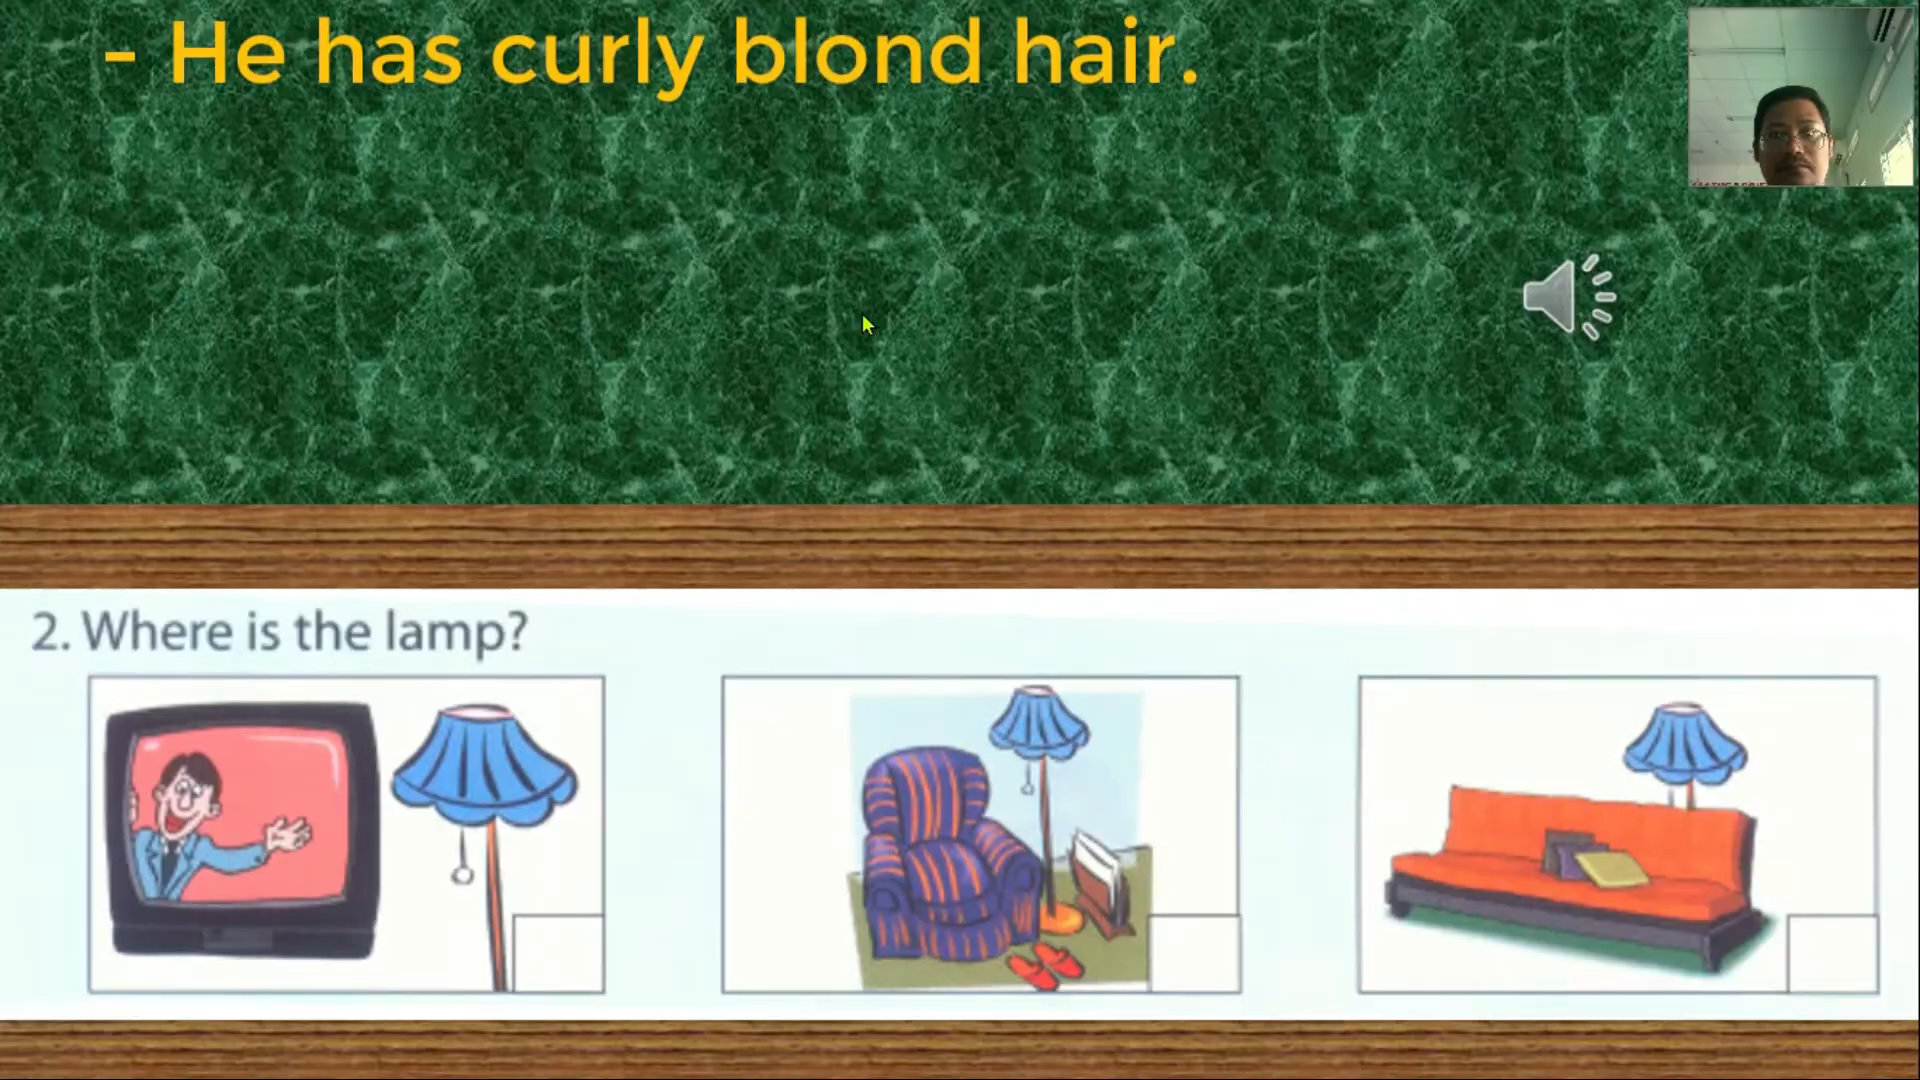 - He has curly blond hair.
2. Where is the lamp?